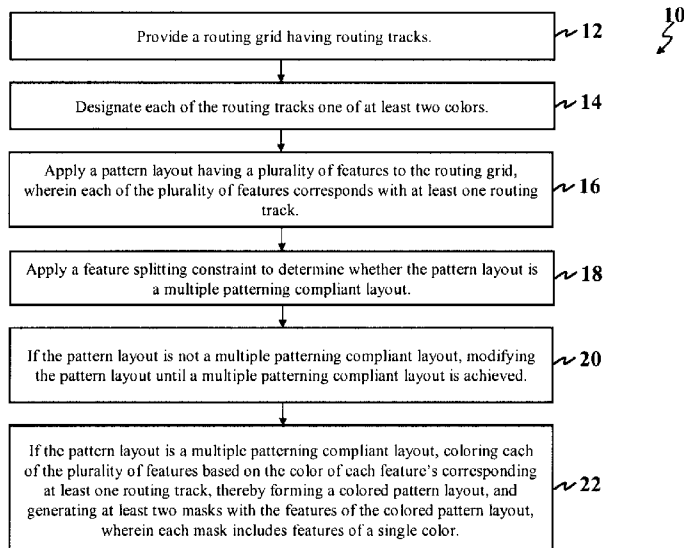 10
Provide a routing grid having routing tracks.
12
Designate each of the routing tracks one of at least two colors.
14
Apply a pattern layout having a plurality of features to the routing grid,
wherein each of the plurality of features corresponds with at least one routing
track.
16
Apply a feature splitting constraint to determine whether the pattern layout is
a multiple patterning compliant layout.
18
If the pattern layout is not a multiple patterning compliant layout, modifying
the pattern layout until a multiple patterning compliant layout is achieved.
20
If the pattern layout is a multiple patterning compliant layout, coloring each
of the plurality of features based on the color of each feature's corresponding
at least one routing track, thereby forming a colored pattern layout, and
generating at least two masks with the features of the colored pattern layout,
wherein each mask includes features of a single color.
22